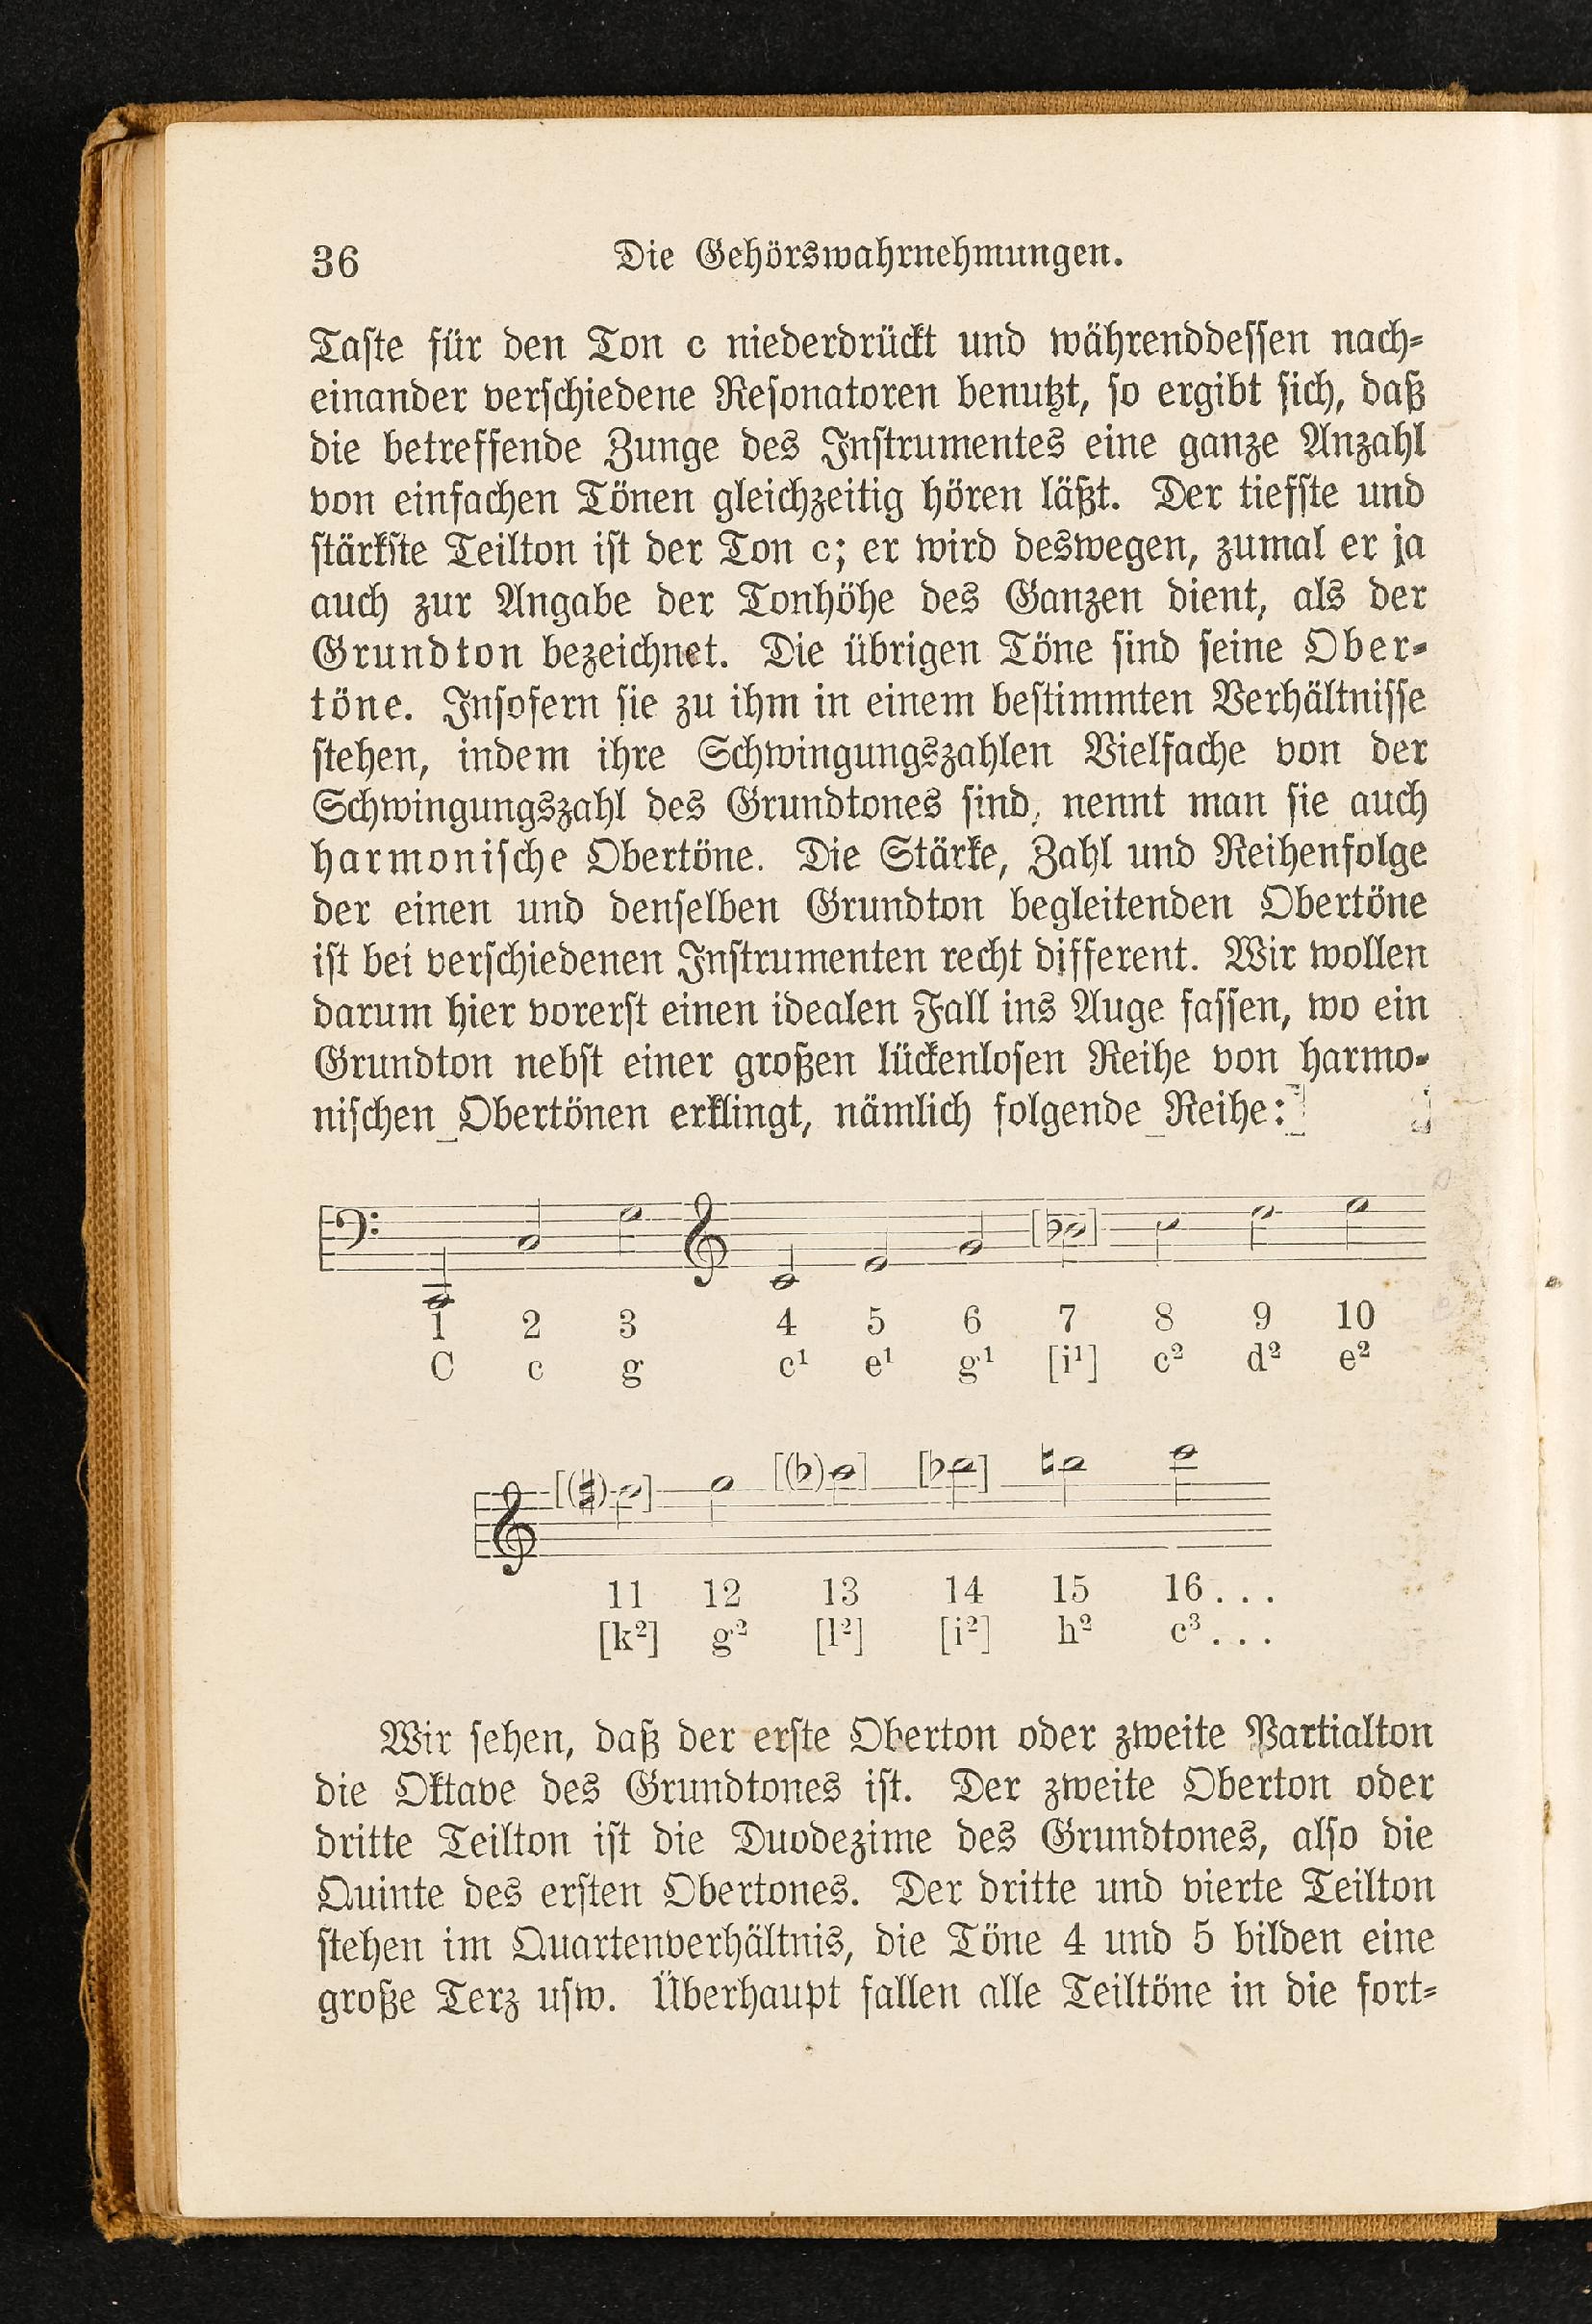 36 Die Gehörswahrnehmungen.
Taſte für den Ton c niederdrückt und währenddeſſen nach-
einander verſchiedene Reſonatoren benutzt, ſo ergibt ſich, daß
die betreffende Zunge des Inſtrumentes eine ganze Anzahl
von einfachen Tönen gleichzeitig hören läßt. Der tiefſte und
ſtärkſte Teilton iſt der Ton c; er wird deswegen, zumal er ja
auch zur Angabe der Tonhöhe des Ganzen dient, als der
Grundton bezeichnet. Die übrigen Töne ſind ſeine Ober-
töne. Inſofern ſie zu ihm in einem beſtimmten Verhältniſſe
ſtehen, indem ihre Schwingungszahlen Vielfache von der
Schwingungszahl des Grundtones ſind, nennt man ſie auch
harmoniſche Obertöne. Die Stärke, Zahl und Reihenfolge
der einen und denſelben Grundton begleitenden Obertöne
iſt bei verſchiedenen Inſtrumenten recht different. Wir wollen
darum hier vorerſt einen idealen Fall ins Auge faſſen, wo ein
Grundton nebſt einer großen lückenloſen Reihe von harmo-
niſchen Obertönen erklingt, nämlich folgende Reihe:
1 2 3 4 5 6 7 8 9 10
C c g c¹ e¹ g¹ [i¹] c² d² e²
11 12 13 14 15 16...
[k²] g² [l²] [i²] h² c³...
Wir ſehen, daß der erſte Oberton oder zweite Partialton
die Oktave des Grundtones iſt. Der zweite Oberton oder
dritte Teilton iſt die Duodezime des Grundtones, alſo die
Quinte des erſten Obertones. Der dritte und vierte Teilton
ſtehen im Quartenverhältnis, die Töne 4 und 5 bilden eine
große Terz uſw. Überhaupt fallen alle Teiltöne in die fort-